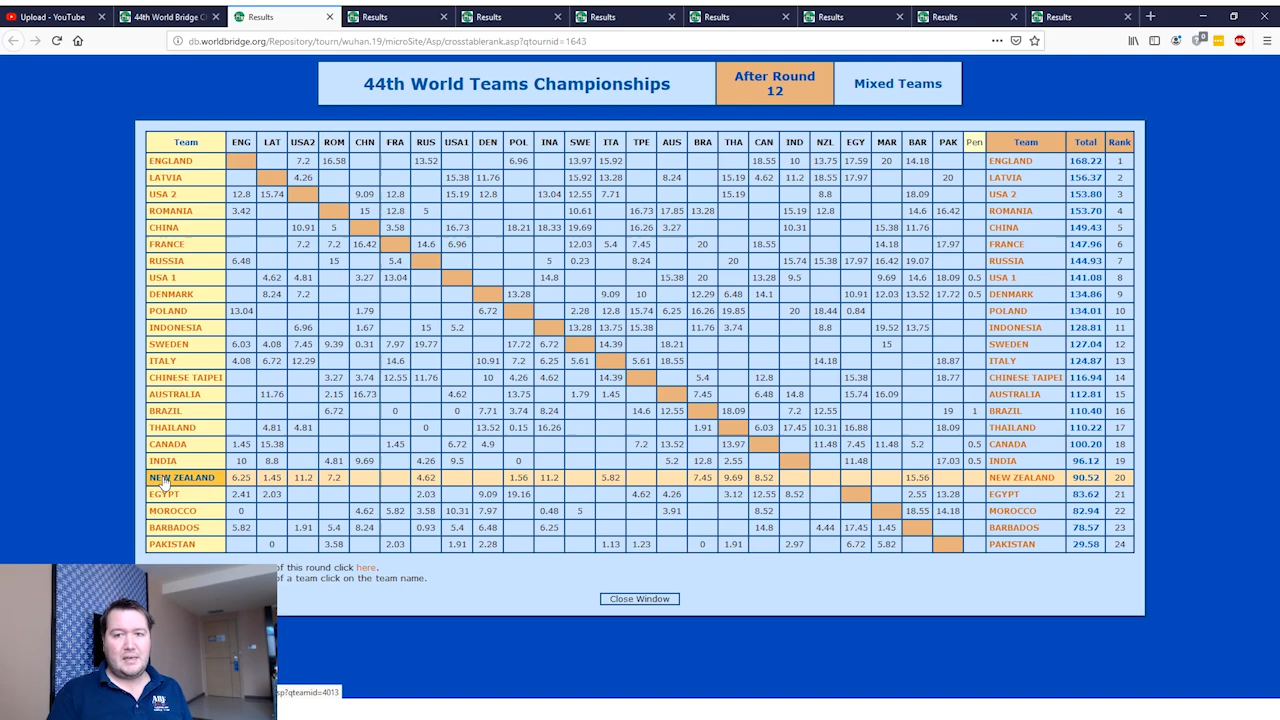 Upload - YouTube
44th World Bridge C
Results
Results
Results
Results
Results
Results
Results
Results
db.worldbridge.org/Repository/tourn/wuhan.19/microSite/Asp/crosstablerank.asp?qtournid=1643
44th World Teams Championships
After Round
12
Mixed Teams
Team ENG LAT USA2 ROM CHN FRA RUS USA1 DEN POL INA SWE ITA TPE AUS BRA THA CAN IND NZL EGY MAR BAR PAK Pen Team Total Rank
ENGLAND 7.2 16.58 13.52 6.96 13.97 15.92 18.55 10 13.75 17.59 20 14.18 ENGLAND 168.22 1
LATVIA 4.26 15.38 11.76 15.92 13.28 8.24 15.19 4.62 11.2 18.55 17.97 20 LATVIA 156.37 2
USA 2 12.8 15.74 9.09 12.8 15.19 12.8 13.04 12.55 7.71 15.19 8.8 18.09 USA 2 153.80 3
ROMANIA 3.42 15 12.8 5 10.61 16.73 17.85 13.28 15.19 12.8 14.6 16.42 ROMANIA 153.70 4
CHINA 10.91 5 3.58 16.73 18.21 18.33 19.69 16.26 3.27 10.31 15.38 11.76 CHINA 149.43 5
FRANCE 7.2 7.2 16.42 14.6 6.96 12.03 5.4 7.45 20 18.55 14.18 17.97 FRANCE 147.96 6
RUSSIA 6.48 15 5.4 5 0.23 8.24 20 15.74 15.38 17.97 16.42 19.07 RUSSIA 144.93 7
USA 1 4.62 4.81 3.27 13.04 14.8 15.38 20 13.28 9.5 9.69 14.6 18.09 0.5 USA 1 141.08 8
DENMARK 8.24 7.2 13.28 9.09 10 12.29 6.48 14.1 10.91 12.03 13.52 17.72 0.5 DENMARK 134.86 9
POLAND 13.04 1.79 6.72 2.28 12.8 15.74 6.25 16.26 19.85 20 18.44 0.84 POLAND 134.01 10
INDONESIA 6.96 1.67 15 5.2 13.28 13.75 15.38 11.76 3.74 8.8 19.52 13.75 INDONESIA 128.81 11
SWEDEN 6.03 4.08 7.45 9.39 0.31 7.97 19.77 17.72 6.72 14.39 18.21 15 SWEDEN 127.04 12
ITALY 4.08 6.72 12.29 14.6 10.91 7.2 6.25 5.61 5.61 18.55 14.18 18.87 ITALY 124.87 13
CHINESE TAIPEI 3.27 3.74 12.55 11.76 10 4.26 4.62 14.39 5.4 12.8 15.38 18.77 CHINESE TAIPEI 116.94 14
AUSTRALIA 11.76 2.15 16.73 4.62 13.75 1.79 1.45 7.45 6.48 14.8 15.74 16.09 AUSTRALIA 112.81 15
BRAZIL 6.72 0 0 7.71 3.74 8.24 14.6 12.55 18.09 7.2 12.55 19 1 BRAZIL 110.40 16
THAILAND 4.81 4.81 0 13.52 0.15 16.26 1.91 6.03 17.45 10.31 16.88 18.09 THAILAND 110.22 17
CANADA 1.45 15.38 1.45 6.72 4.9 7.2 13.52 13.97 11.48 7.45 11.48 5.2 0.5 CANADA 100.20 18
INDIA 10 8.8 4.81 9.69 4.26 9.5 0 5.2 12.8 2.55 11.48 17.03 0.5 INDIA 96.12 19
NEW ZEALAND 6.25 1.45 11.2 7.2 4.62 1.56 11.2 5.82 7.45 9.69 8.52 15.56 NEW ZEALAND 90.52 20
EGYPT 2.41 2.03 2.03 9.09 19.16 4.62 4.26 3.12 12.55 8.52 2.55 13.28 EGYPT 83.62 21
MOROCCO 0 4.62 5.82 3.58 10.31 7.97 0.48 5 3.91 8.52 18.55 14.18 MOROCCO 82.94 22
BARBADOS 5.82 1.91 5.4 8.24 0.93 5.4 6.48 6.25 14.8 4.44 17.45 1.45 BARBADOS 78.57 23
PAKISTAN 0 3.58 2.03 1.91 2.28 1.13 1.23 0 1.91 2.97 6.72 5.82 PAKISTAN 29.58 24
of this round click here.
of a team click on the team name.
Close Window
sp?qteamid=4013